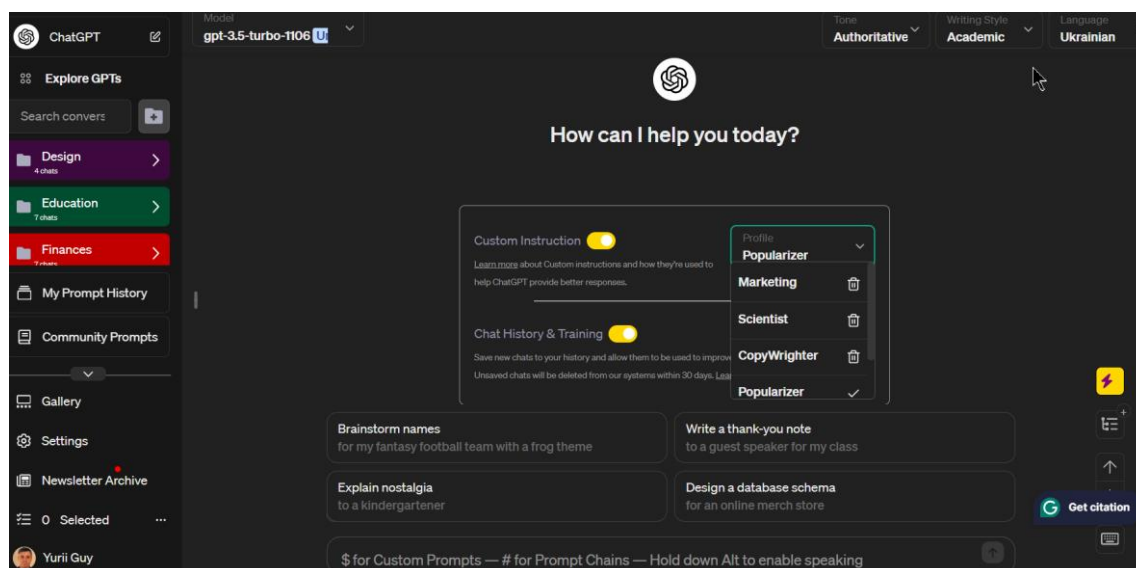 ChatGPT
Explore GPTs
Search convers
Design
4 chats
Education
7 chats
Finances
7 chats
My Prompt History
Community Prompts
Gallery
Settings
Newsletter Archive
0 Selected
Yurii Guy
Model
gpt-3.5-turbo-1106
Tone
Authoritative
Writing Style
Academic
Language
Ukrainian
How can I help you today?
Custom Instruction
Learn more about Custom instructions and how they're used to
help ChatGPT provide better responses.
Chat History & Training
Save new chats to your history and allow them to be used to improv
Unsaved chats will be deleted from our systems within 30 days. Lea
Profile
Popularizer
Marketing
Scientist
CopyWrighter
Popularizer
Brainstorm names
for my fantasy football team with a frog theme
Write a thank-you note
to a guest speaker for my class
Explain nostalgia
to a kindergartener
Design a database schema
for an online merch store
Get citation
$ for Custom Prompts — # for Prompt Chains — Hold down Alt to enable speaking